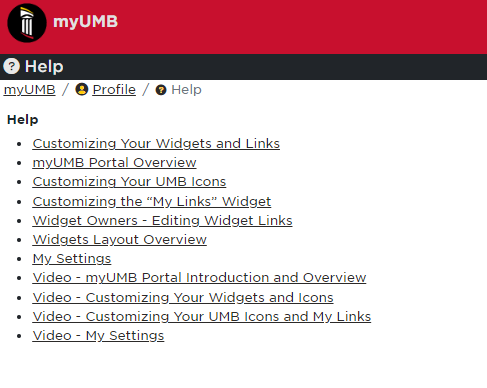 myUMB
Help
myUMB / Profile / Help
Help
Customizing Your Widgets and Links
myUMB Portal Overview
Customizing Your UMB Icons
Customizing the “My Links” Widget
Widget Owners - Editing Widget Links
Widgets Layout Overview
My Settings
Video - myUMB Portal Introduction and Overview
Video - Customizing Your Widgets and Icons
Video - Customizing Your UMB Icons and My Links
Video - My Settings